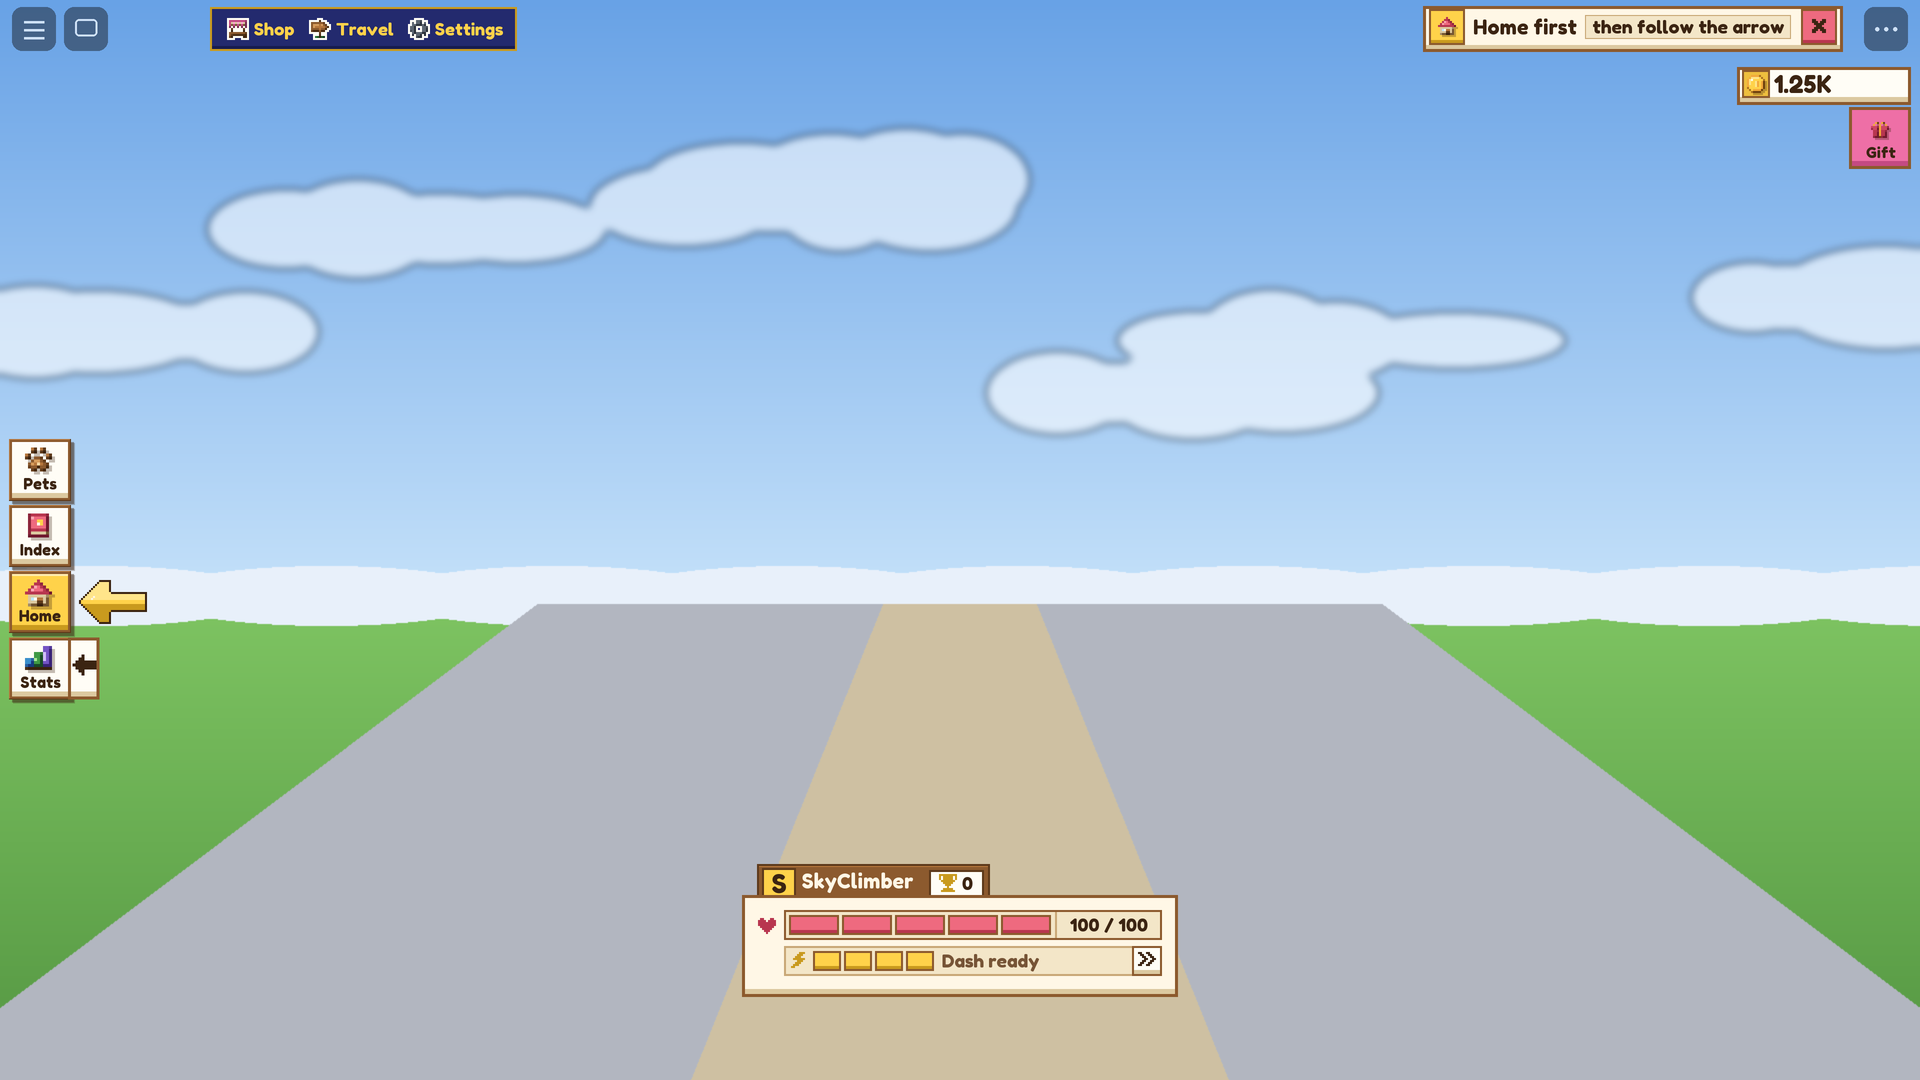 Shop Travel Settings
Home first then follow the arrow
1.25K
Gift
Pets
Index
Home
Stats
S SkyClimber 0
100 / 100
Dash ready